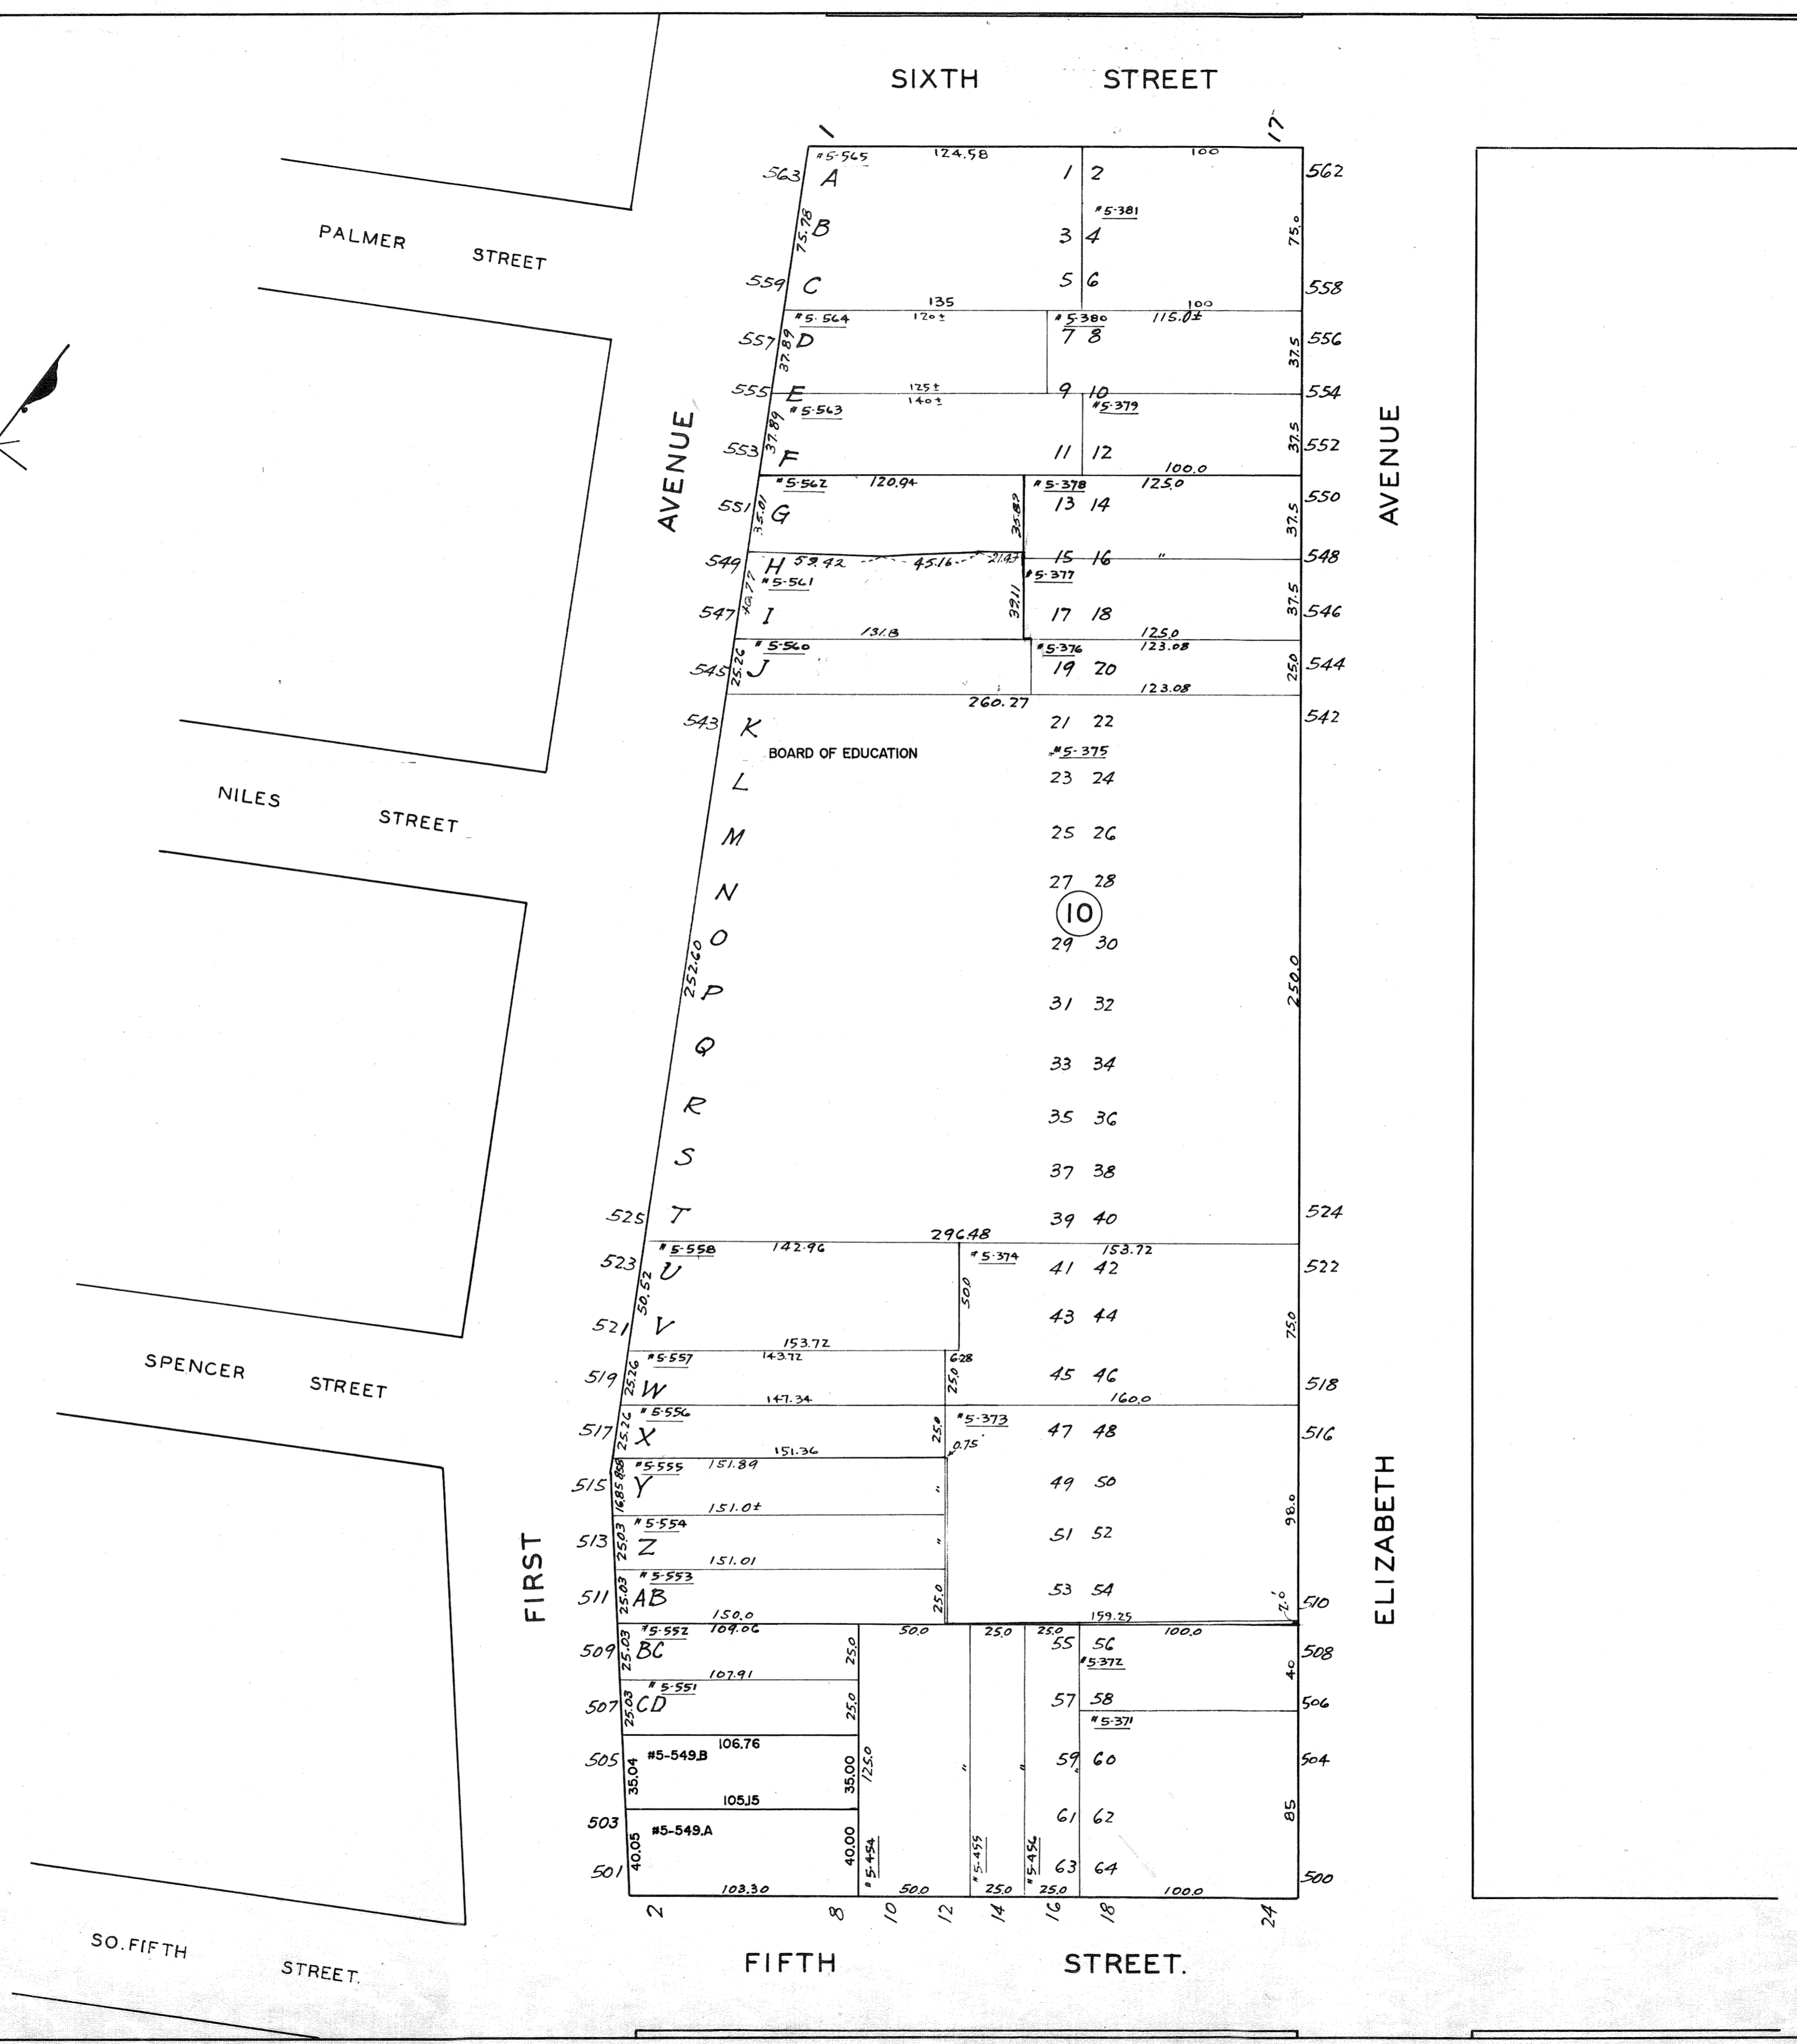 SIXTH STREET
1 17
#5-565 124.58 100
563 A 1 2 562
#5-381
75.78 B 3 4 75.0
PALMER STREET
559 C 5 6 558
135 100
#5-564 120± #5-380 115.0±
557 37.89 D 7 8 37.5 556
555 E 125± 9 10 554
140±
#5-563 #5-379
AVENUE AVENUE
553 37.89 F 11 12 37.5 552
100.0
#5-562 120.94 #5-378 125.0
551 35.01 G 35.89 13 14 37.5 550
549 H 59.42 45.16 21.43 15 16 " 548
#5-561 #5-377
547 40.77 I 39.11 17 18 37.5 546
131.8 125.0
#5-560 #5-376 123.08
545 25.26 J 19 20 25.0 544
123.08
260.27
543 K 21 22 542
BOARD OF EDUCATION #5-375
L 23 24
NILES STREET
M 25 26
N 27 28
10
O 29 30
252.60 250.0
P 31 32
Q 33 34
R 35 36
S 37 38
525 T 39 40 524
296.48
#5-558 142.96 #5-374 153.72
523 U 41 42 522
50.52 50.0
521 V 43 44 75.0
153.72
#5-557 143.72 6.28
519 25.26 W 25.0 45 46 518
147.34 160.0
SPENCER STREET
#5-556 #5-373
517 25.26 X 25.0 47 48 516
151.36 0.75'
#5-555 151.89
515 16.85 8.58 Y " 49 50
151.0± 98.0
#5-554
513 25.03 Z " 51 52
151.01
FIRST ELIZABETH
#5-553
511 25.03 AB 25.0 53 54 2.0' 510
150.0 159.25
#5-552 109.06 50.0 25.0 25.0 100.0
509 25.03 BC 25.0 55 56 508
#5-372 40
107.91
#5-551
507 25.03 CD 25.0 57 58 506
#5-371
106.76
505 35.04 #5-549.B 35.00 125.0 " " 59 " 60 504
105.15
503 #5-549.A 61 62 85
501 40.05 40.00 #5-454 #5-455 #5-456 63 64 500
103.30 50.0 25.0 25.0 100.0
2 8 10 12 14 16 18 24
SO. FIFTH STREET.
FIFTH STREET.